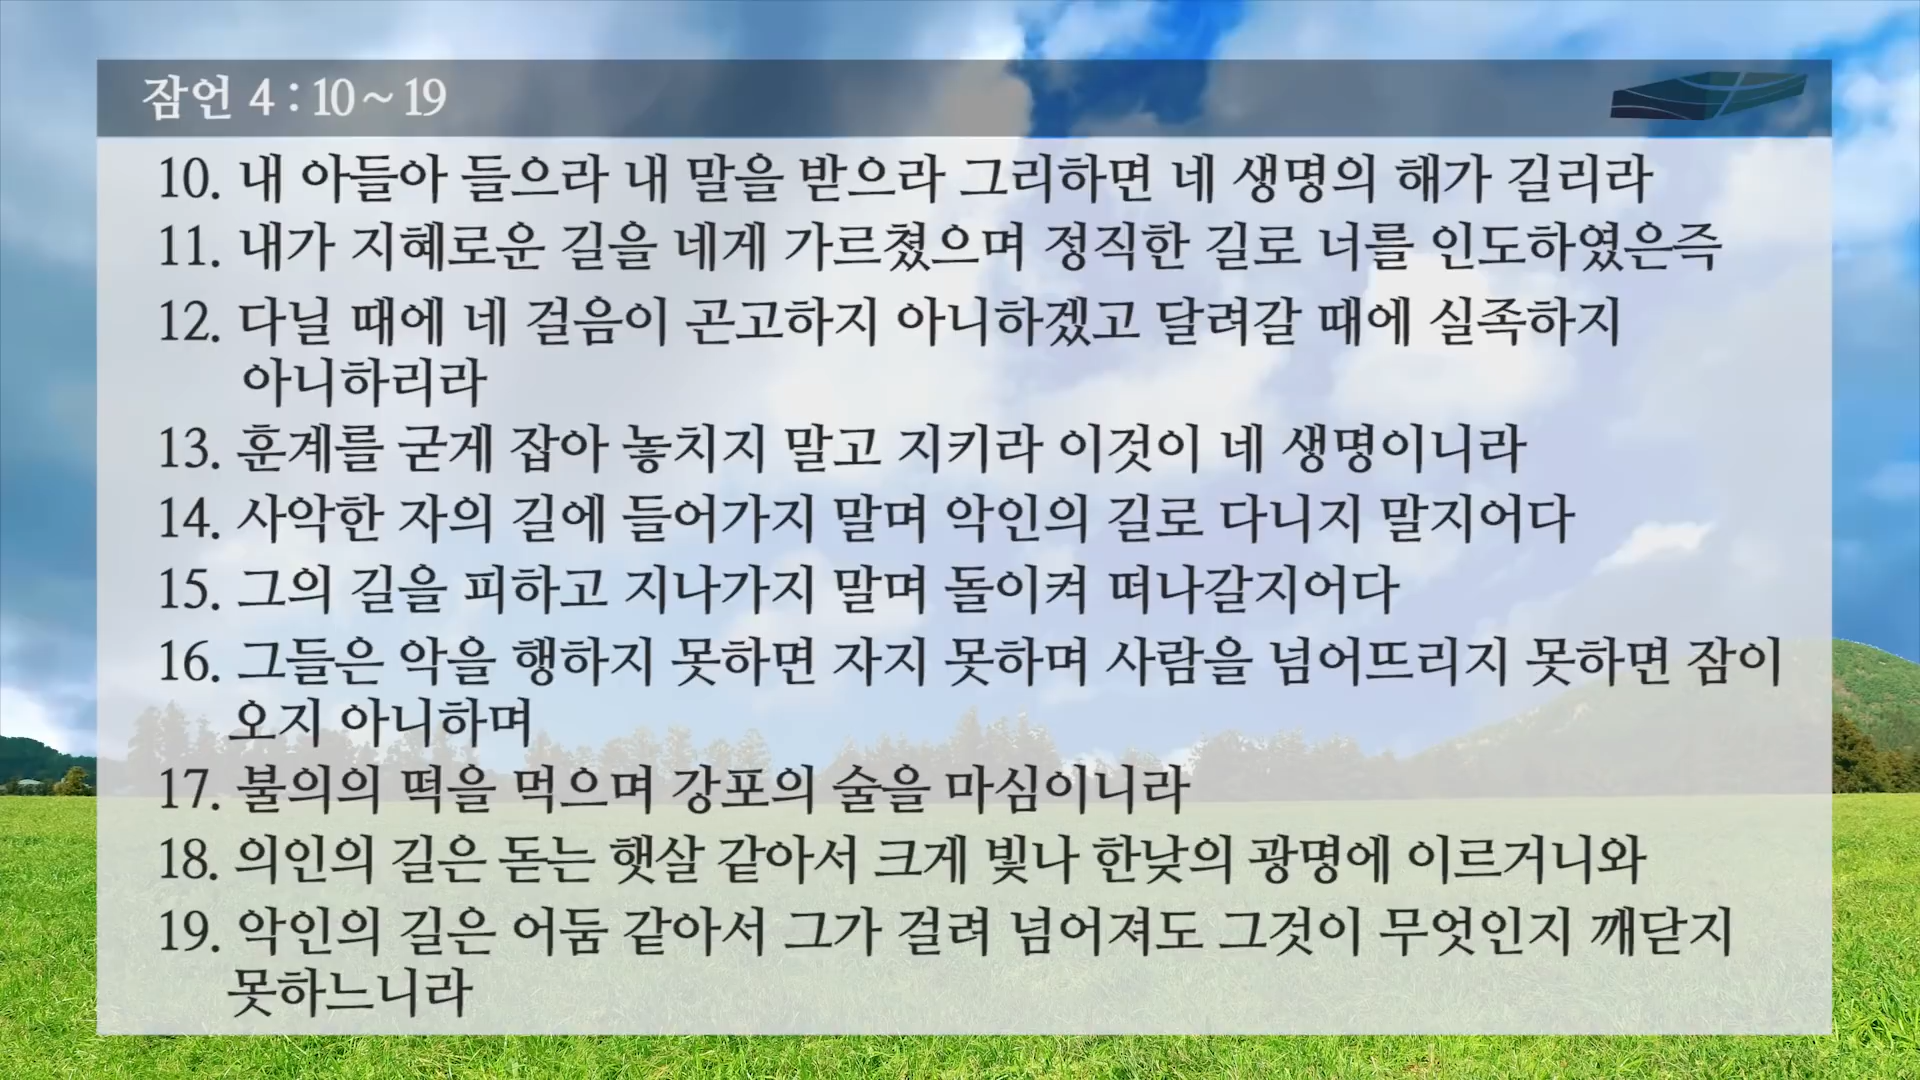 잠언 4 : 10~19
10. 내 아들아 들으라 내 말을 받으라 그리하면 네 생명의 해가 길리라
11. 내가 지혜로운 길을 네게 가르쳤으며 정직한 길로 너를 인도하였은즉
12. 다닐 때에 네 걸음이 곤고하지 아니하겠고 달려갈 때에 실족하지
아니하리라
13. 훈계를 굳게 잡아 놓치지 말고 지키라 이것이 네 생명이니라
14. 사악한 자의 길에 들어가지 말며 악인의 길로 다니지 말지어다
15. 그의 길을 피하고 지나가지 말며 돌이켜 떠나갈지어다
16. 그들은 악을 행하지 못하면 자지 못하며 사람을 넘어뜨리지 못하면 잠이
오지 아니하며
17. 불의의 떡을 먹으며 강포의 술을 마심이니라
18. 의인의 길은 돋는 햇살 같아서 크게 빛나 한낮의 광명에 이르거니와
19. 악인의 길은 어둠 같아서 그가 걸려 넘어져도 그것이 무엇인지 깨닫지
못하느니라